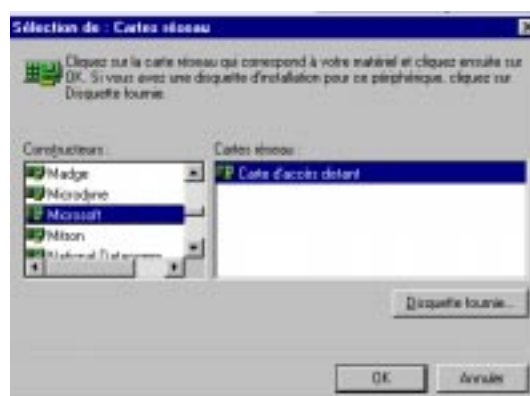 Sélection de : Cartes réseau
Cliquez sur la carte réseau qui correspond à votre matériel et cliquez ensuite sur
OK. Si vous avez une disquette d'installation pour ce périphérique, cliquez sur
Disquette fournie.
Constructeurs :
Cartes réseau :
Madge
Microdyne
Microsoft
Mitron
National Datacomm
Carte d'accès distant
Disquette fournie...
OK
Annuler